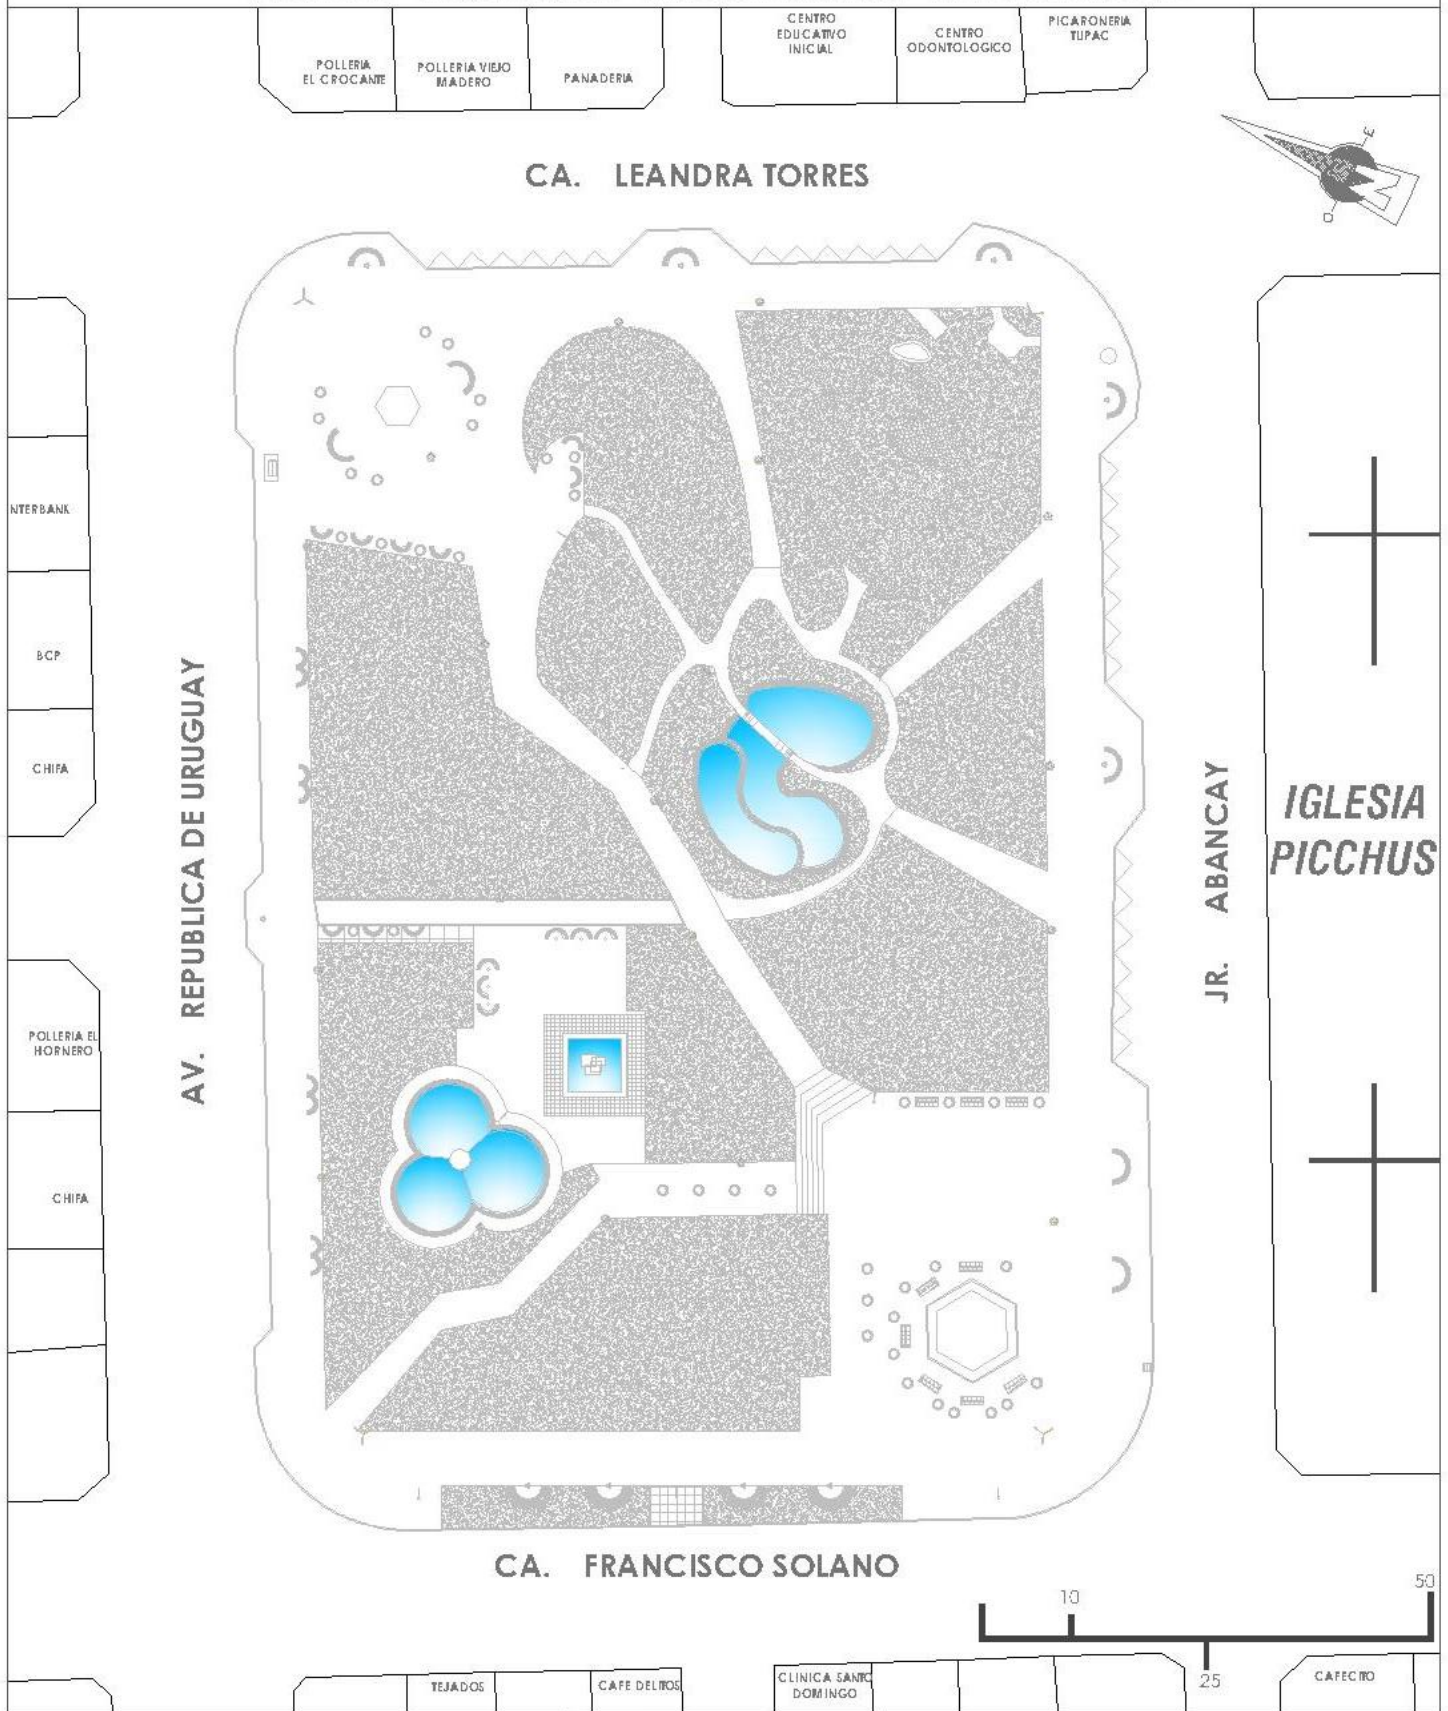 CENTRO
EDUCATIVO
INICIAL
CENTRO
ODONTOLOGICO
PICARONERIA
TUPAC
POLLERIA
EL CROCANTE
POLLERIA VIEJO
MADERO
PANADERIA
CA. LEANDRA TORRES
E
N
O
NTERBANK
BCP
CHIFA
AV. REPUBLICA DE URUGUAY
JR. ABANCAY
IGLESIA
PICCHUS
POLLERIA EL
HORNERO
CHIFA
CA. FRANCISCO SOLANO
10
50
25
TEJADOS
CAFE DELITOS
CLINICA SANTO
DOMINGO
CAFECITO